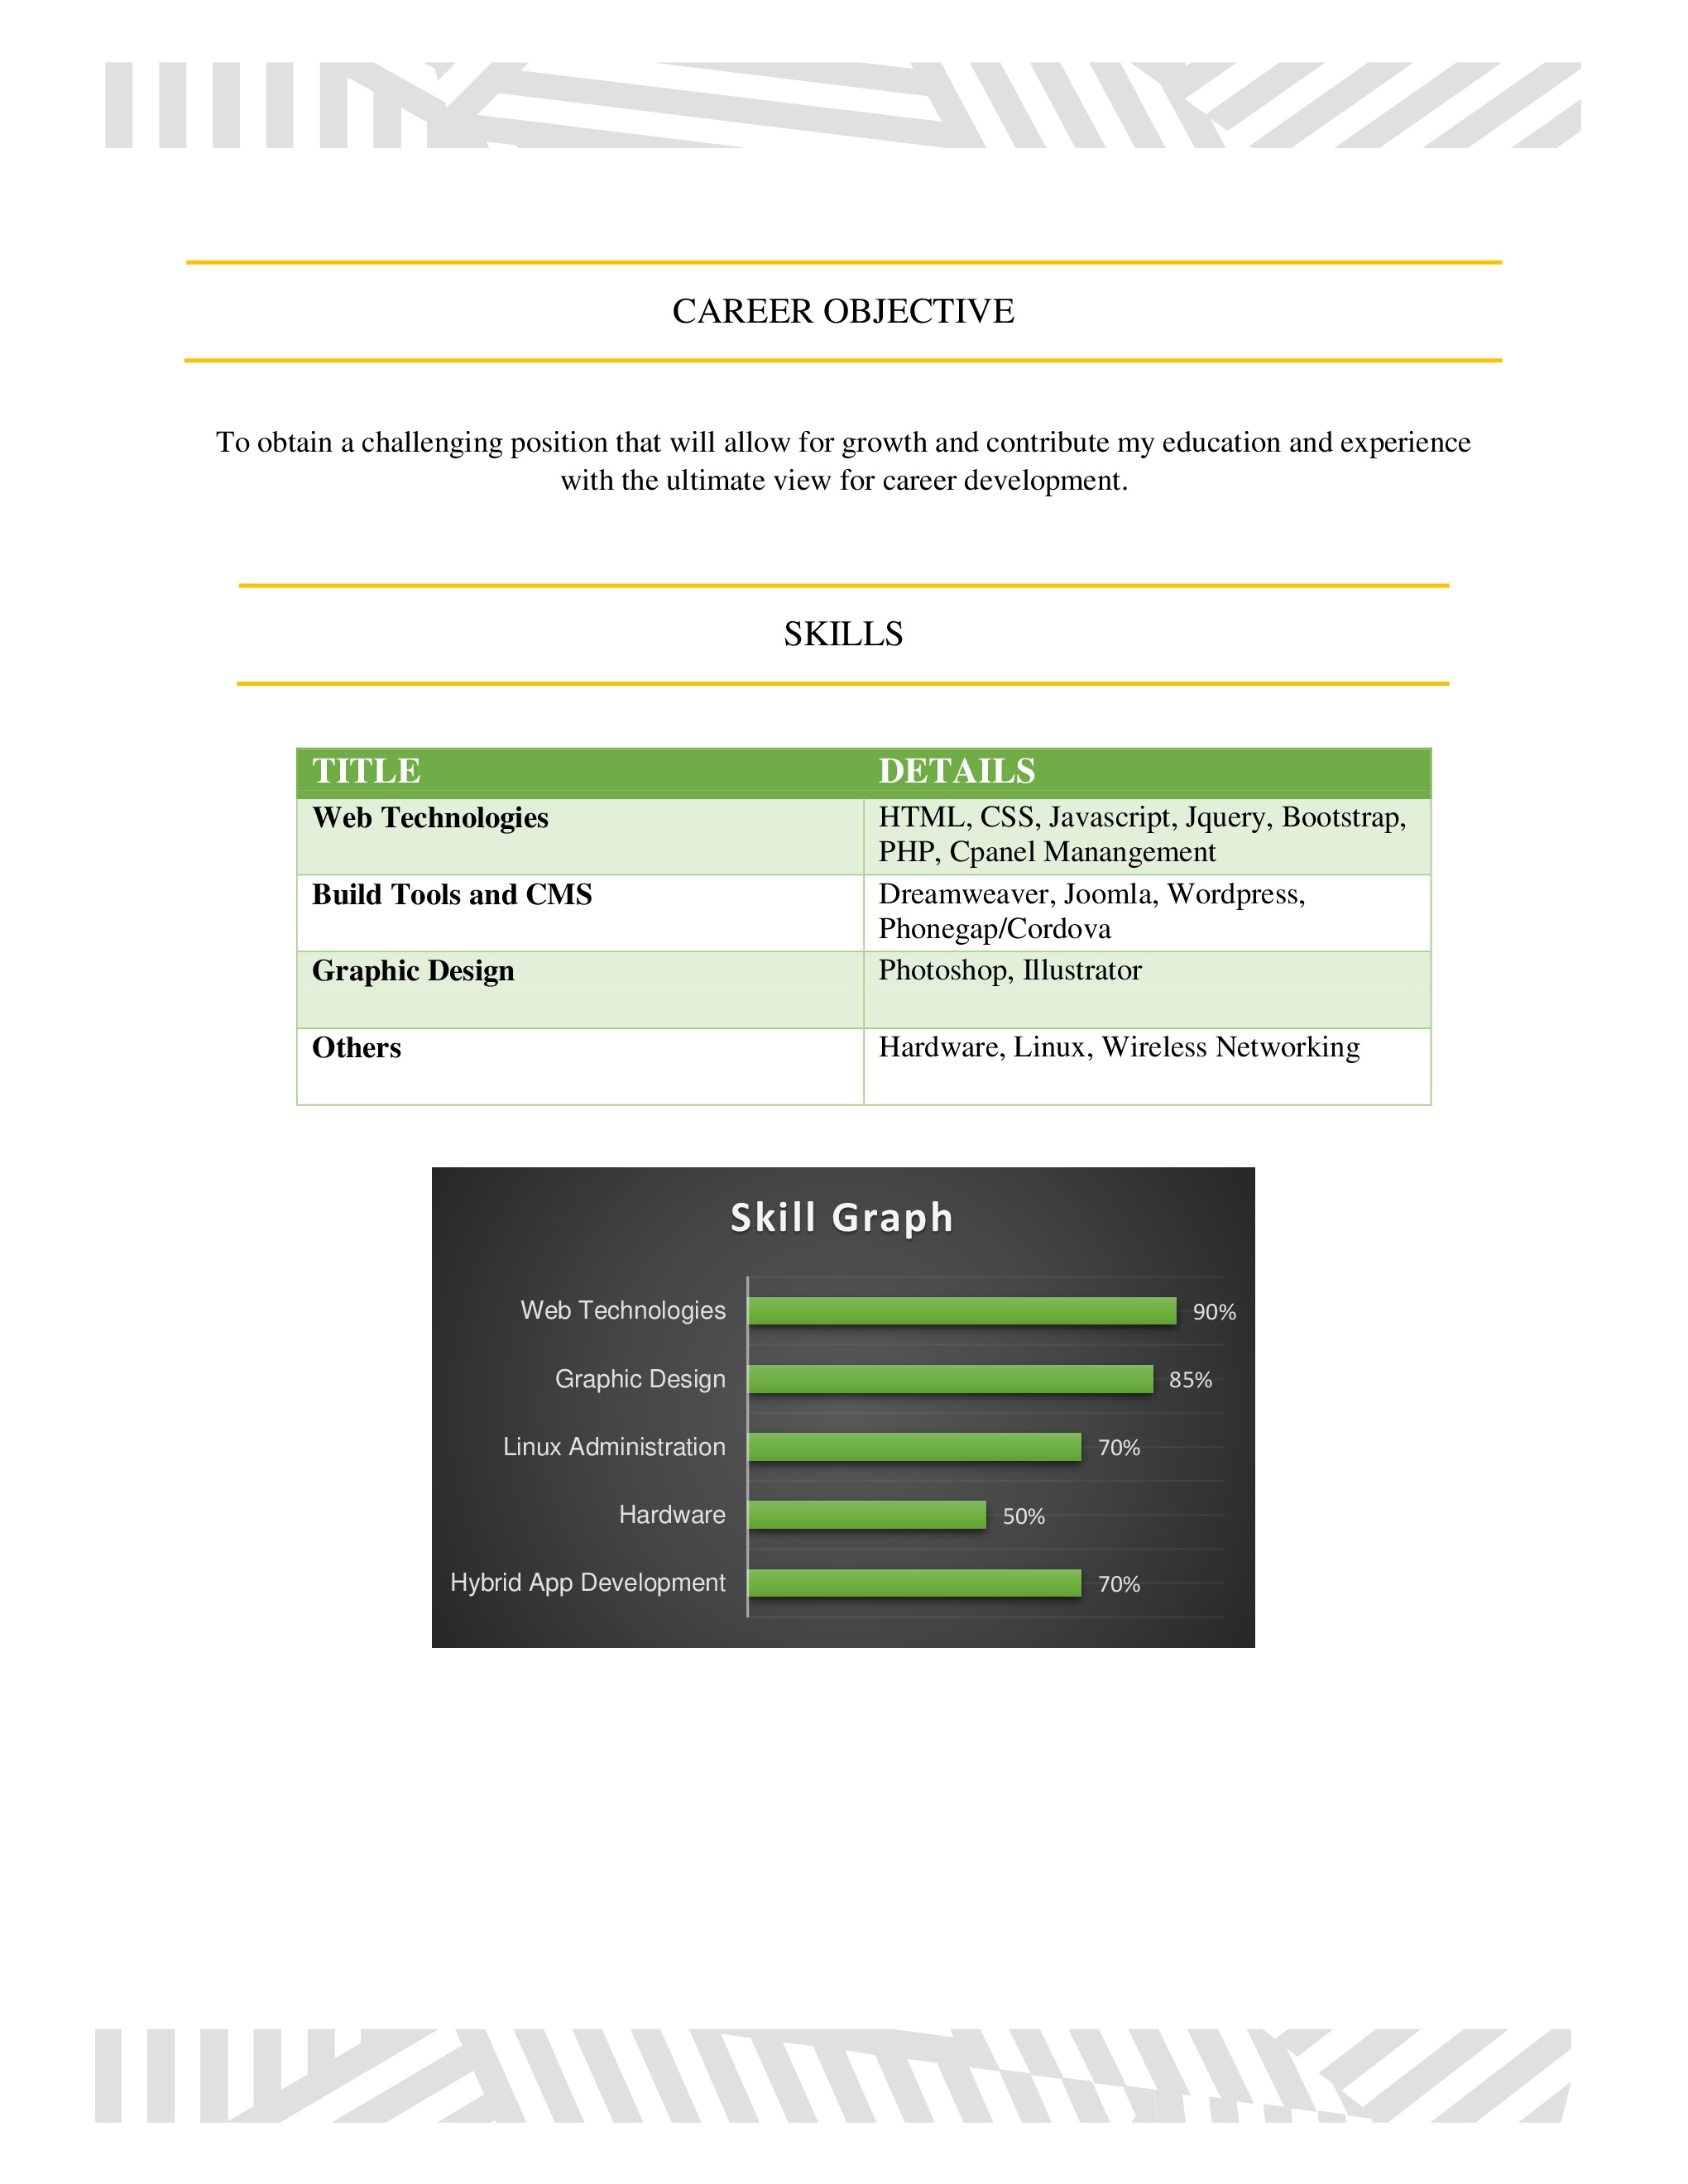 CAREER OBJECTIVE
To obtain a challenging position that will allow for growth and contribute my education and experience
with the ultimate view for career development.
SKILLS
TITLE DETAILS
Web Technologies HTML, CSS, Javascript, Jquery, Bootstrap,
PHP, Cpanel Manangement
Build Tools and CMS Dreamweaver, Joomla, Wordpress,
Phonegap/Cordova
Graphic Design Photoshop, Illustrator
Others Hardware, Linux, Wireless Networking
Skill Graph
Web Technologies 90%
Graphic Design 85%
Linux Administration 70%
Hardware 50%
Hybrid App Development 70%